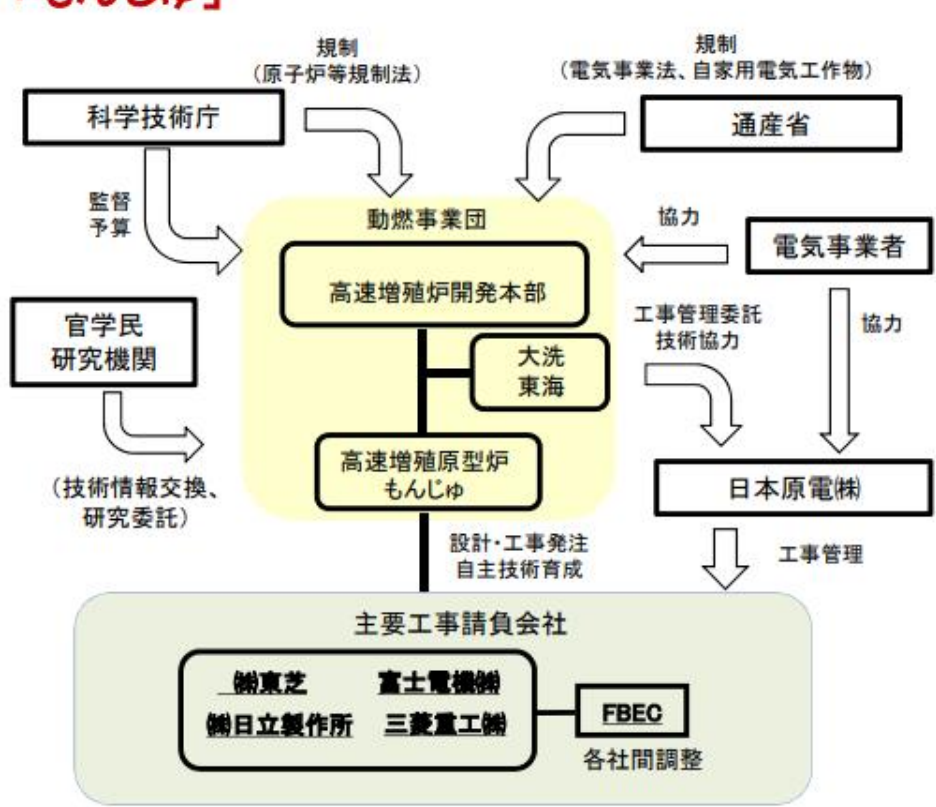 「もんじゅ」
規制
（原子炉等規制法）
規制
（電気事業法、自家用電気工作物）
科学技術庁
通産省
監督
予算
動燃事業団
協力
電気事業者
高速増殖炉開発本部
官学民
研究機関
大洗
東海
工事管理委託
技術協力
協力
高速増殖原型炉
もんじゅ
（技術情報交換、
研究委託）
日本原電㈱
設計・工事発注
自主技術育成
工事管理
主要工事請負会社
㈱東芝 富士電機㈱
㈱日立製作所 三菱重工㈱
FBEC
各社間調整